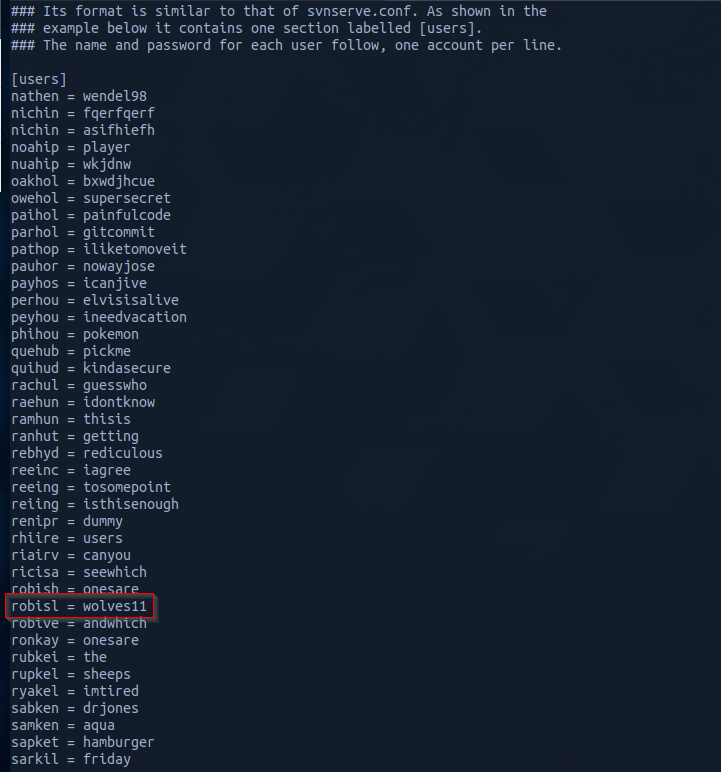 ### Its format is similar to that of svnserve.conf. As shown in the
### example below it contains one section labelled [users].
### The name and password for each user follow, one account per line.
[users]
nathen = wendel98
nichin = fqerfqerf
nichin = asifhiefh
noahip = player
nuahip = wkjdnw
oakhol = bxwdjhcue
owehol = supersecret
paihol = painfulcode
parhol = gitcommit
pathop = iliketomoveit
pauhor = nowayjose
payhos = icanjive
perhou = elvisisalive
peyhou = ineedvacation
phihou = pokemon
quehub = pickme
quihud = kindasecure
rachul = guesswho
raehun = idontknow
ramhun = thisis
ranhut = getting
rebhyd = rediculous
reeinc = iagree
reeing = tosomepoint
reiing = isthisenough
renipr = dummy
rhiire = users
riairv = canyou
ricisa = seewhich
robish = onesare
robisl = wolves11
robive = andwhich
ronkay = onesare
rubkei = the
rupkel = sheeps
ryakel = imtired
sabken = drjones
samken = aqua
sapket = hamburger
sarkil = friday